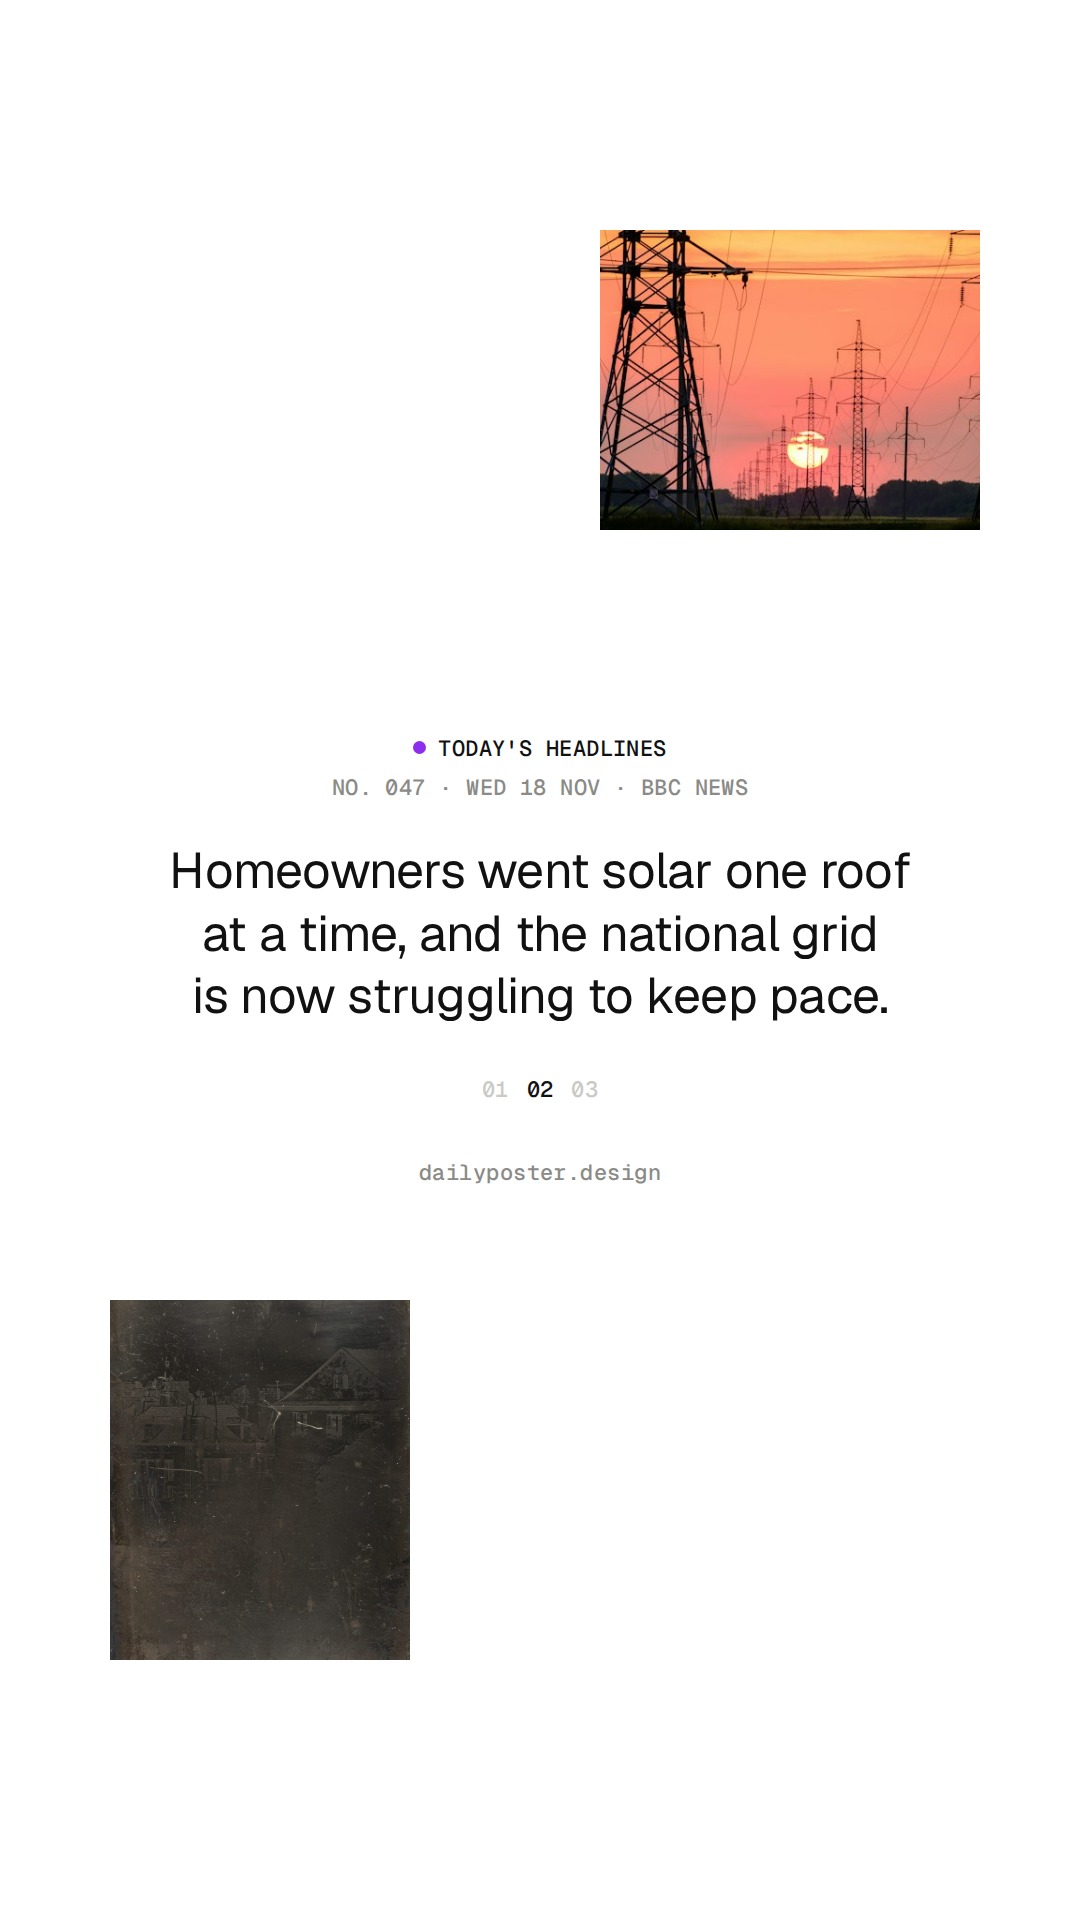 TODAY'S HEADLINES
NO. 047 · WED 18 NOV · BBC NEWS
Homeowners went solar one roof
at a time, and the national grid
is now struggling to keep pace.
01 02 03
dailyposter.design